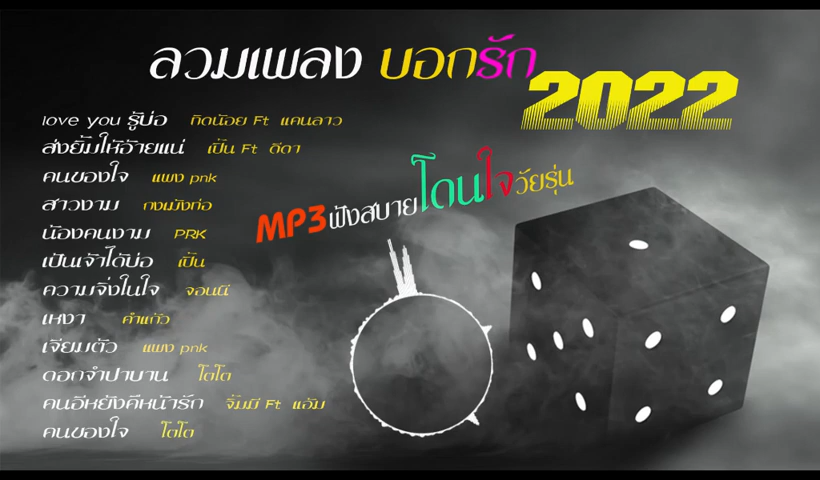 ลวมเพลง บอกรัก
2022
love you รู้บ่อ ทิดน้อย Ft แคนลาว
ส่งยิ้มให้อ้ายแน่ เป็น Ft ดีดา
คนของใจ แพง pnk
สาวงาม
น้องคนงาม PRK
เป้นเจ้าได้บ่อ เป็น
ความจิ่งในใจ จอนนี
เหงา คำแก้ว
เจียมตัว แพง pnk
ดอกจำปาบาน โตโต
คนอีหยังคืหน้ารัก จิ้มมี Ft แอ้ม
คนของใจ โตโต
MP3ฟังสบายโดนใจวัยรุ่น